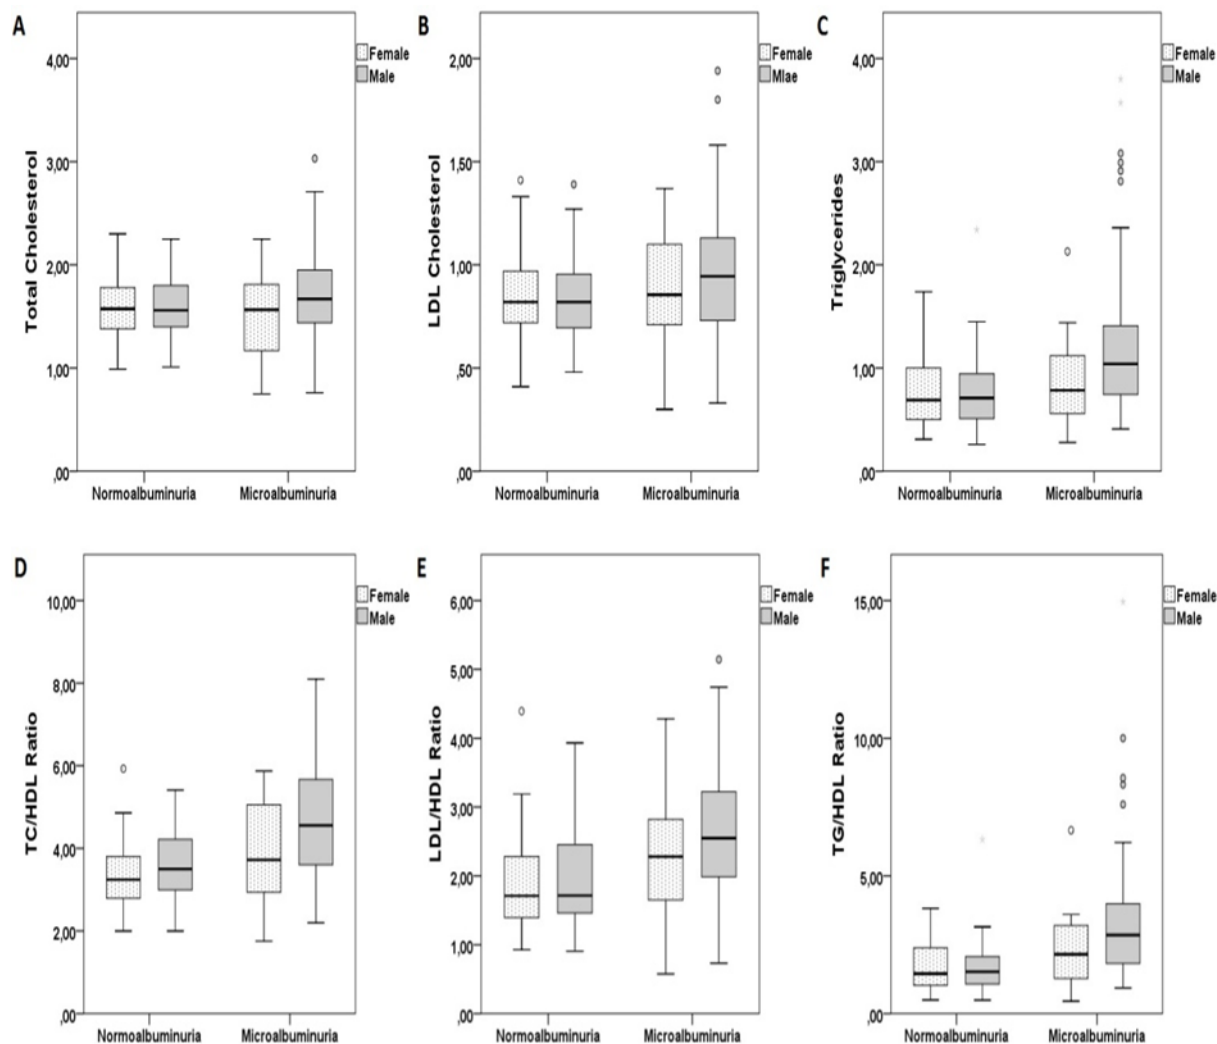 A
Total Cholesterol
4,00
3,00
2,00
1,00
,00
Normoalbuminuria Microalbuminuria
Female
Male
B
LDL Cholesterol
2,00
1,50
1,00
,50
,00
Normoalbuminuria Microalbuminuria
Female
Mlae
C
Triglycerides
4,00
3,00
2,00
1,00
,00
Normoalbuminuria Microalbuminuria
Female
Male
D
TC/HDL Ratio
10,00
8,00
6,00
4,00
2,00
,00
Normoalbuminuria Microalbuminuria
Female
Male
E
LDL/HDL Ratio
6,00
5,00
4,00
3,00
2,00
1,00
,00
Normoalbuminuria Microalbuminuria
Female
Male
F
TG/HDL Ratio
15,00
10,00
5,00
,00
Normoalbuminuria Microalbuminuria
Female
Male